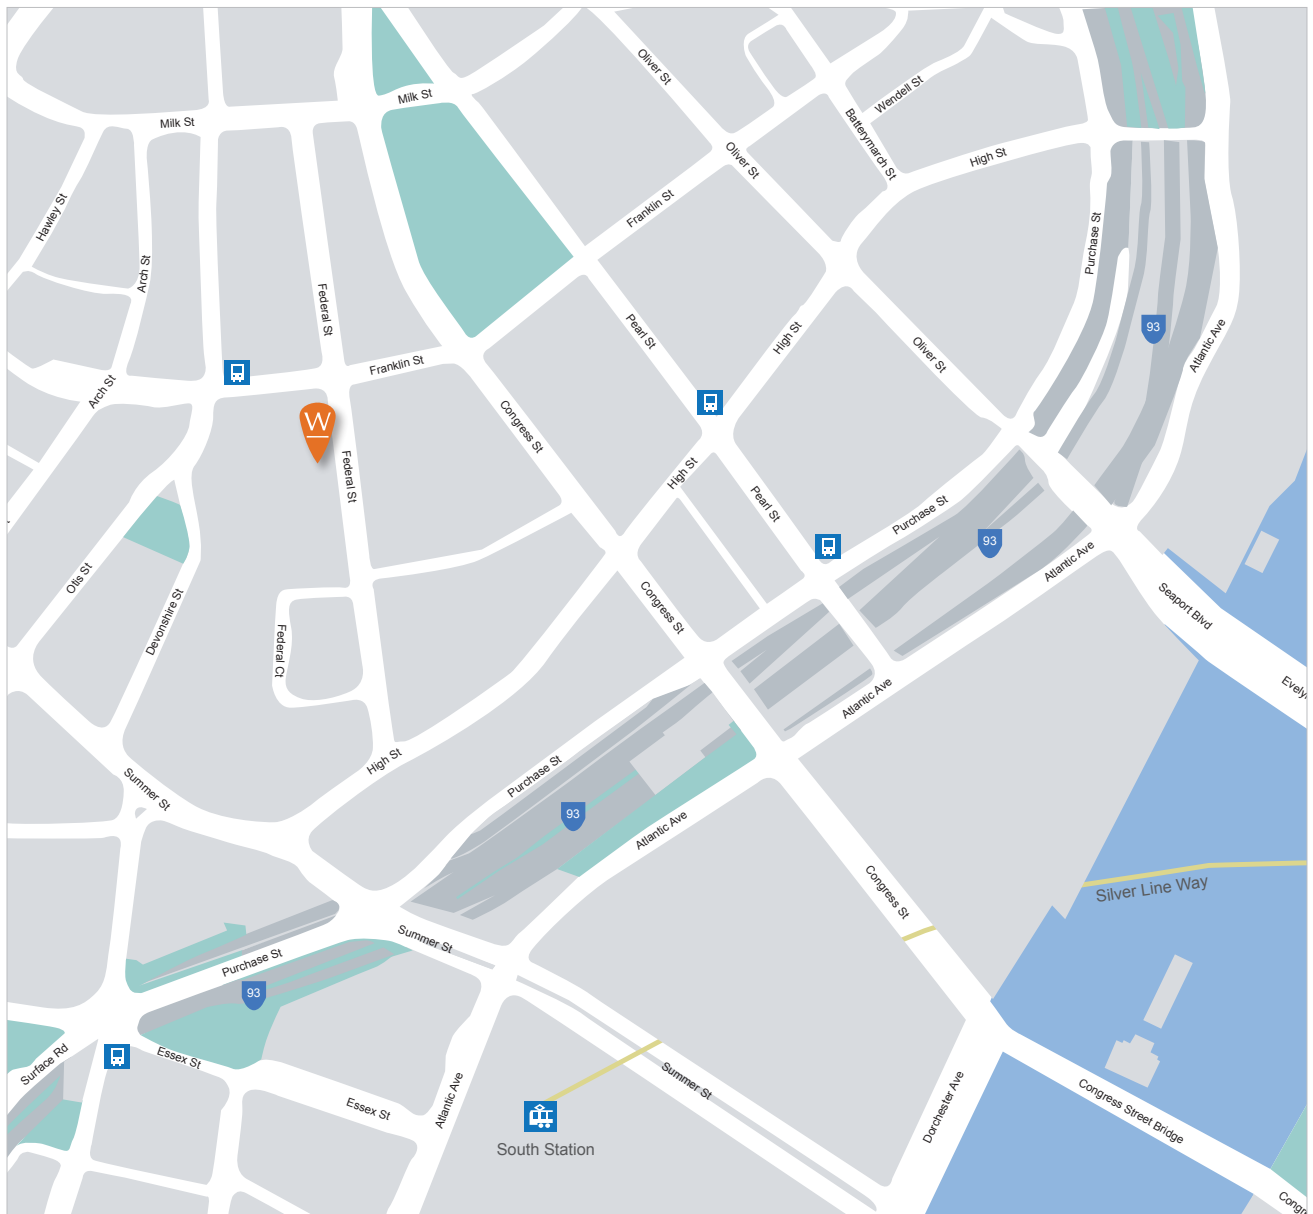 Oliver St
Milk St
Wendell St
Milk St
Batterymarch St
Oliver St
High St
Hawley St
Franklin St
Purchase St
Arch St
Federal St
Pearl St
High St
93
Atlantic Ave
Oliver St
Franklin St
Arch St
W
Congress St
Federal St
High St
Pearl St
Purchase St
93
Atlantic Ave
Otis St
Devonshire St
Congress St
Seaport Blvd
Federal Ct
Atlantic Ave
High St
Purchase St
Summer St
93
Atlantic Ave
Congress St
Silver Line Way
Summer St
Purchase St
93
Essex St
Surface Rd
Summer St
Essex St
Atlantic Ave
Dorchester Ave
Congress Street Bridge
South Station